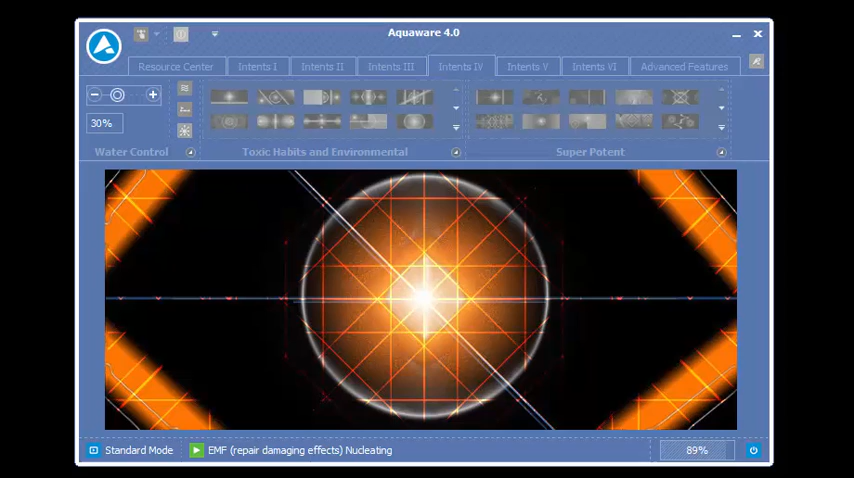 Aquaware 4.0
Resource Center Intents I Intents II Intents III Intents IV Intents V Intents VI Advanced Features
30%
Water Control Toxic Habits and Environmental Super Potent
Standard Mode EMF (repair damaging effects) Nucleating 89%